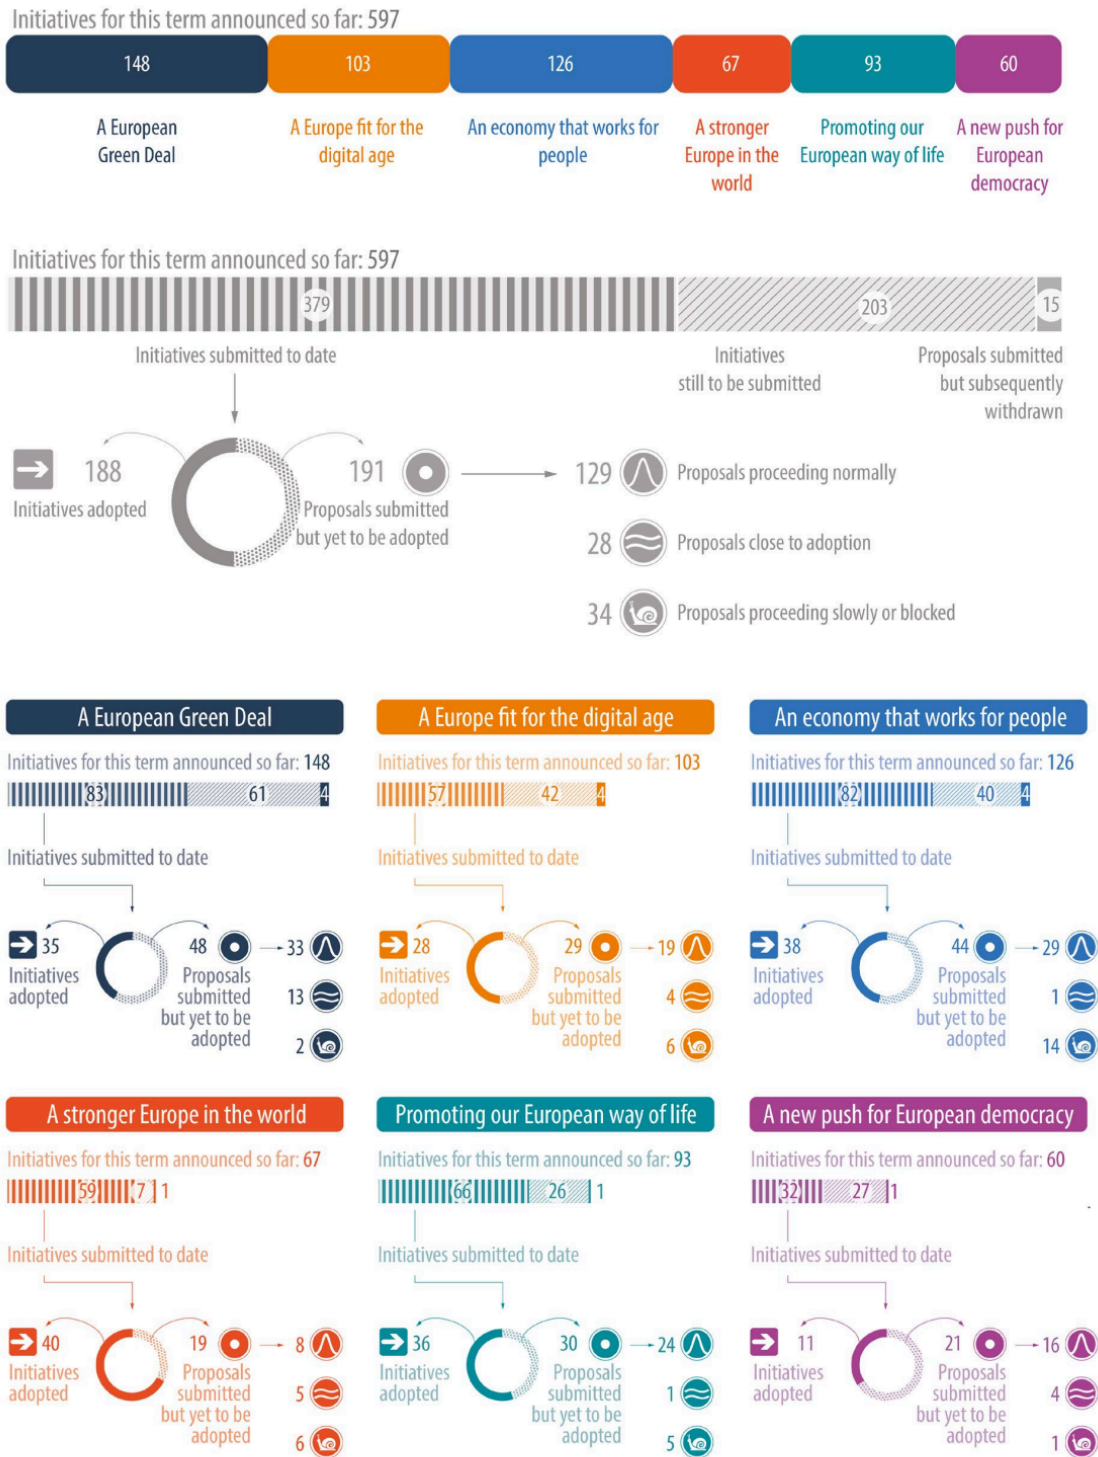 Initiatives for this term announced so far: 597
148 103 126 67 93 60
A European
Green Deal
A Europe fit for the
digital age
An economy that works for
people
A stronger
Europe in the
world
Promoting our
European way of life
A new push for
European
democracy
Initiatives for this term announced so far: 597
379 203 15
Initiatives submitted to date
Initiatives
still to be submitted
Proposals submitted
but subsequently
withdrawn
188
Initiatives adopted
191
Proposals submitted
but yet to be adopted
129 Proposals proceeding normally
28 Proposals close to adoption
34 Proposals proceeding slowly or blocked
A European Green Deal
Initiatives for this term announced so far: 148
83 61 4
Initiatives submitted to date
35
Initiatives
adopted
48
Proposals
submitted
but yet to be
adopted
33
13
2
A Europe fit for the digital age
Initiatives for this term announced so far: 103
57 42 4
Initiatives submitted to date
28
Initiatives
adopted
29
Proposals
submitted
but yet to be
adopted
19
4
6
An economy that works for people
Initiatives for this term announced so far: 126
82 40 4
Initiatives submitted to date
38
Initiatives
adopted
44
Proposals
submitted
but yet to be
adopted
29
1
14
A stronger Europe in the world
Initiatives for this term announced so far: 67
59 7 1
Initiatives submitted to date
40
Initiatives
adopted
19
Proposals
submitted
but yet to be
adopted
8
5
6
Promoting our European way of life
Initiatives for this term announced so far: 93
66 26 1
Initiatives submitted to date
36
Initiatives
adopted
30
Proposals
submitted
but yet to be
adopted
24
1
5
A new push for European democracy
Initiatives for this term announced so far: 60
32 27 1
Initiatives submitted to date
11
Initiatives
adopted
21
Proposals
submitted
but yet to be
adopted
16
4
1